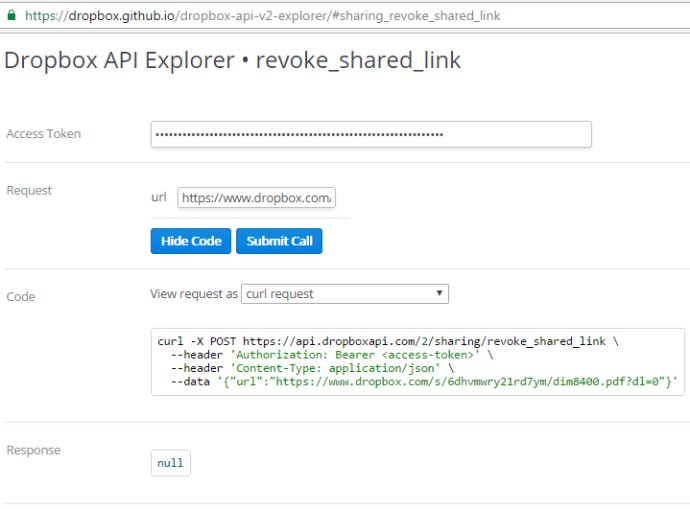 https://dropbox.github.io/dropbox-api-v2-explorer/#sharing_revoke_shared_link
Dropbox API Explorer • revoke_shared_link
Access Token
Request
url https://www.dropbox.com/
Hide Code Submit Call
Code
View request as curl request
curl -X POST https://api.dropboxapi.com/2/sharing/revoke_shared_link \
--header 'Authorization: Bearer <access-token>' \
--header 'Content-Type: application/json' \
--data '{"url":"https://www.dropbox.com/s/6dhvmwry21rd7ym/dim8400.pdf?dl=0"}'
Response
null